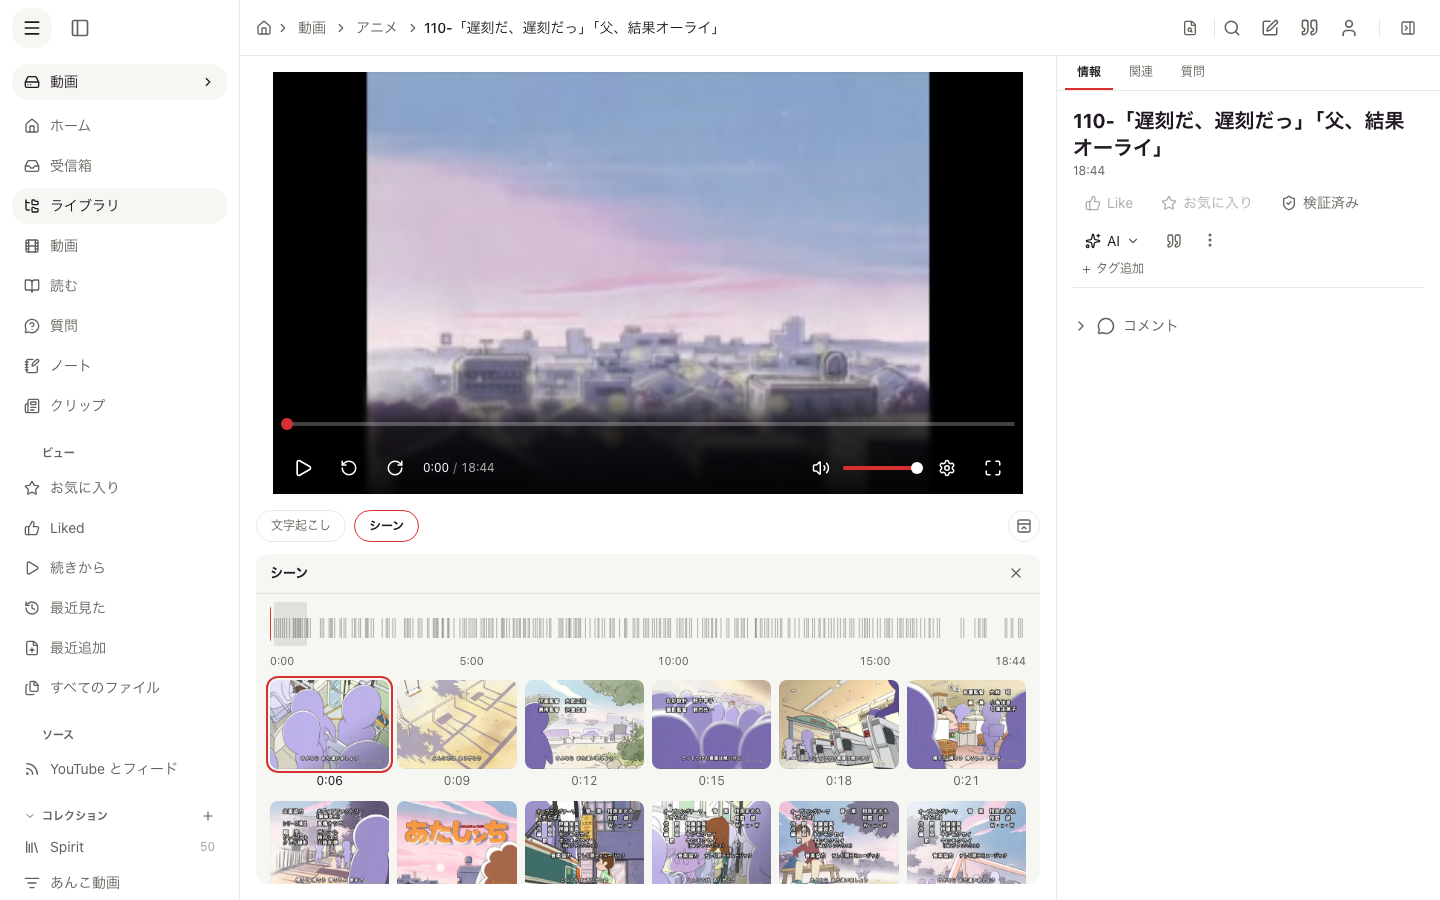 動画
ホーム
受信箱
ライブラリ
動画
読む
質問
ノート
クリップ
ビュー
お気に入り
Liked
続きから
最近見た
最近追加
すべてのファイル
ソース
YouTube とフィード
コレクション
Spirit 50
あんこ動画
動画 アニメ 110-「遅刻だ、遅刻だっ」「父、結果オーライ」
0:00 / 18:44
文字起こし シーン
シーン
0:00 5:00 10:00 15:00 18:44
0:06 0:09 0:12 0:15 0:18 0:21
あたしンち
情報 関連 質問
110-「遅刻だ、遅刻だっ」「父、結果
オーライ」
18:44
Like お気に入り 検証済み
AI
+ タグ追加
コメント